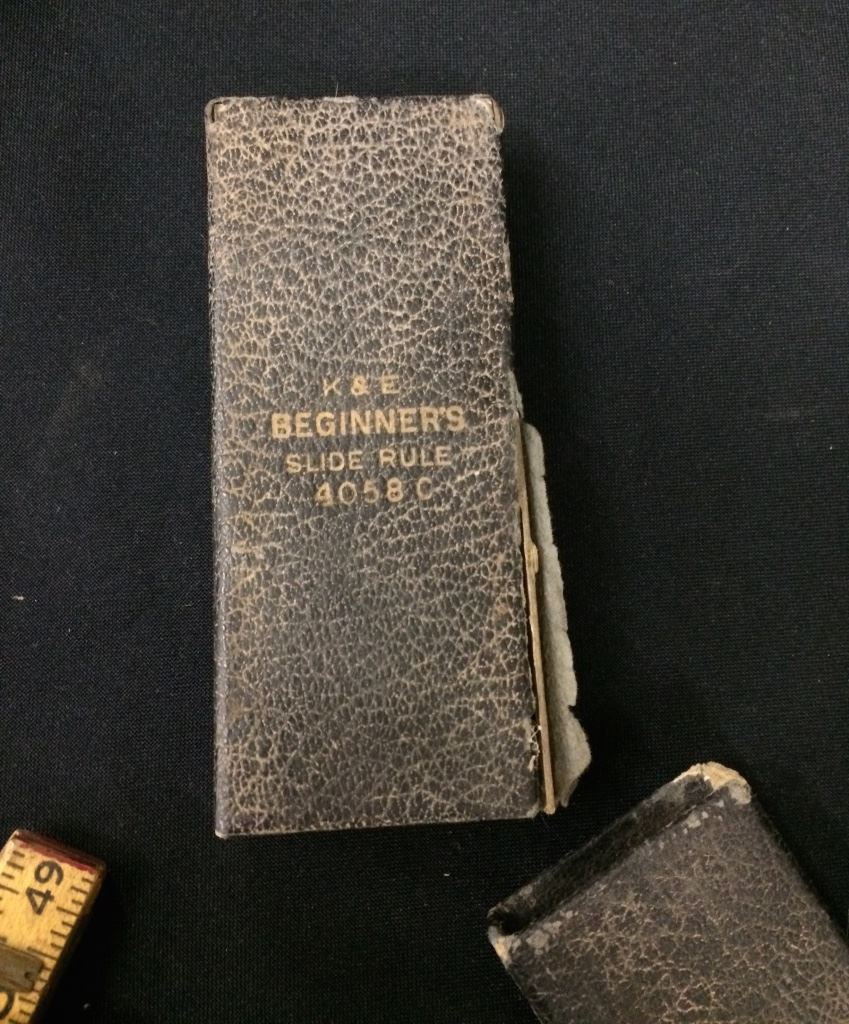 K & E
BEGINNER'S
SLIDE RULE
4058 C
49